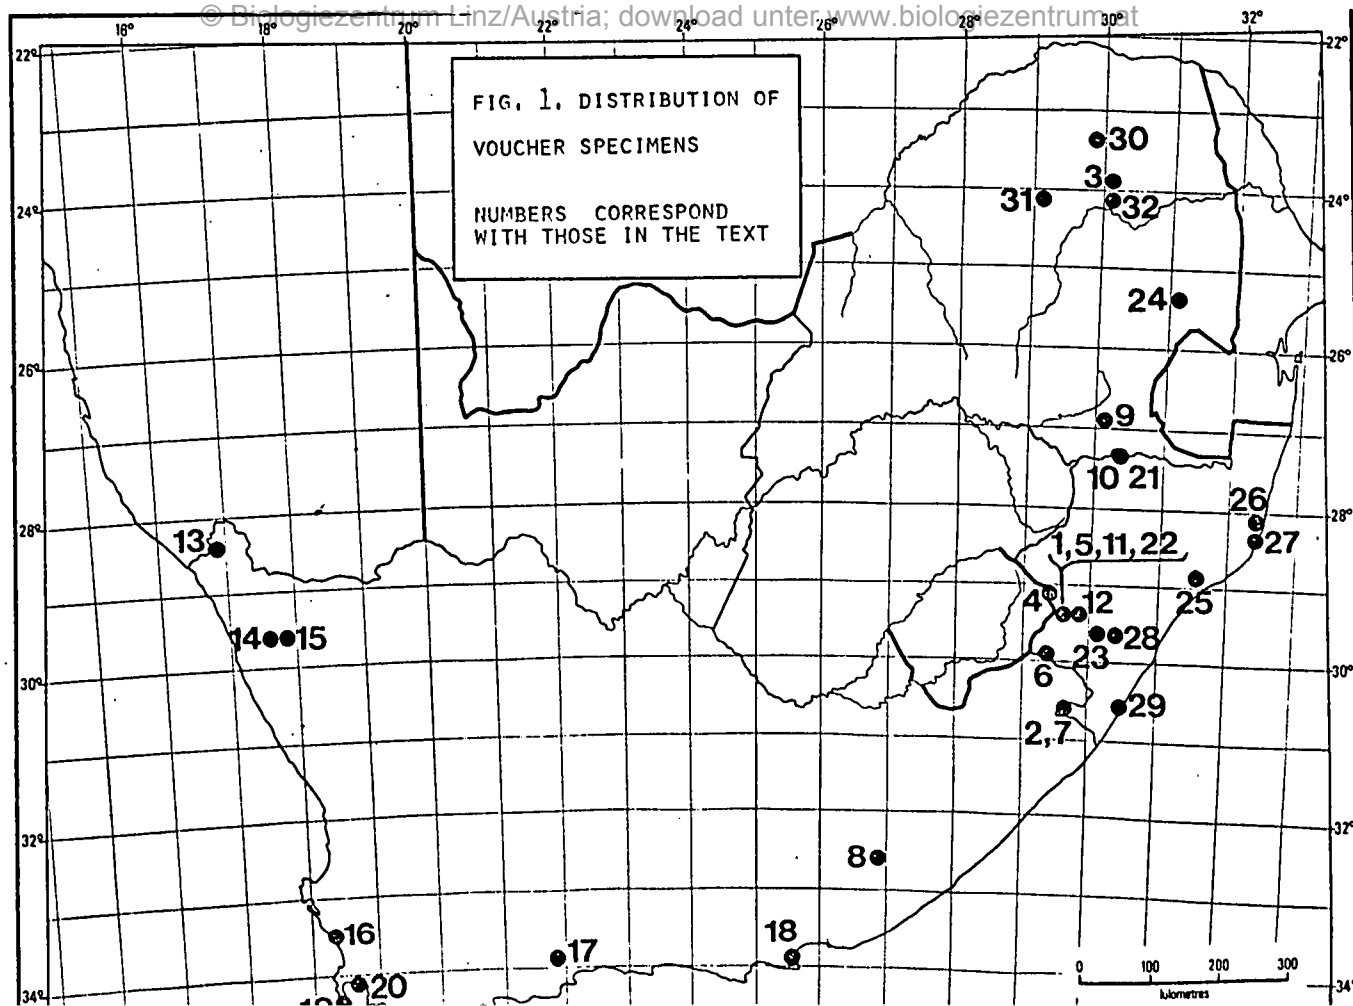 © Biologiezentrum Linz/Austria; download unter www.biologiezentrum.at
16° 18° 20° 22° 24° 26° 28° 30° 32°
22° 22°
FIG. 1. DISTRIBUTION OF
VOUCHER SPECIMENS
NUMBERS CORRESPOND
WITH THOSE IN THE TEXT
30
3
31 32
24° 24°
24
26° 26°
9
10 21
26
28° 28°
13 27
1,5,11,22
4 12 25
14 15 23 28
6
30° 30°
29
2,7
32° 32°
8
16 17 18
20
19
34° 34°
0 100 200 300
kilometres